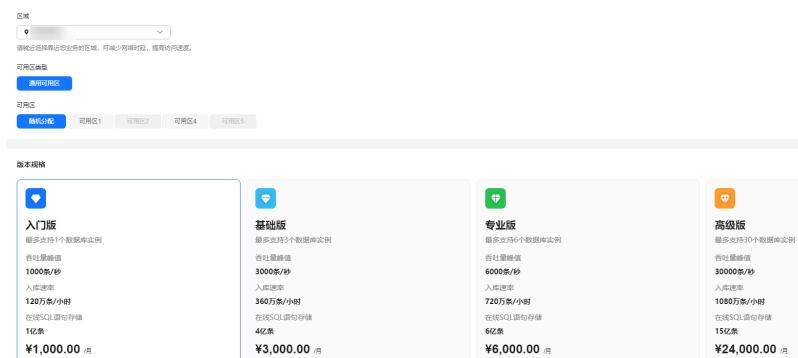 区域
请就近选择靠近您业务的区域，可减少网络时延，提高访问速度。
可用区类型
通用可用区
可用区
随机分配 可用区1 可用区2 可用区4 可用区5
版本规格
入门版 基础版 专业版 高级版
最多支持1个数据库实例 最多支持3个数据库实例 最多支持6个数据库实例 最多支持30个数据库实例
吞吐量峰值 吞吐量峰值 吞吐量峰值 吞吐量峰值
1000条/秒 3000条/秒 6000条/秒 30000条/秒
入库速率 入库速率 入库速率 入库速率
120万条/小时 360万条/小时 720万条/小时 1080万条/小时
在线SQL语句存储 在线SQL语句存储 在线SQL语句存储 在线SQL语句存储
1亿条 4亿条 6亿条 15亿条
¥1,000.00 /月 ¥3,000.00 /月 ¥6,000.00 /月 ¥24,000.00 /月